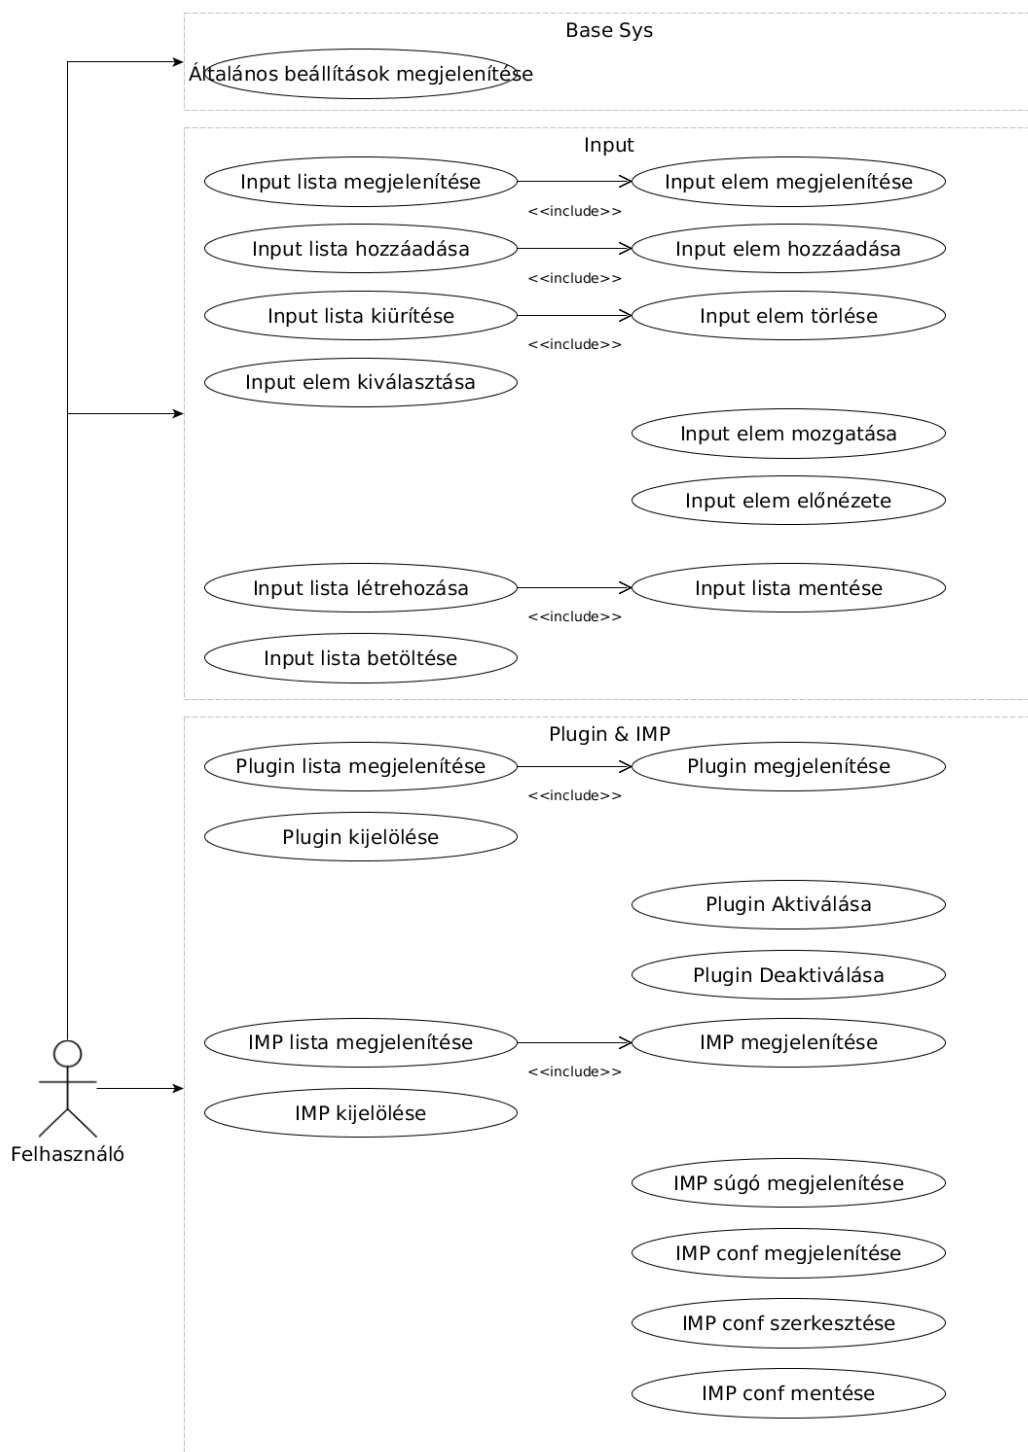 Base Sys
Általános beállítások megjelenítése
Input
Input lista megjelenítése
Input elem megjelenítése
<<include>>
Input lista hozzáadása
Input elem hozzáadása
<<include>>
Input lista kiürítése
Input elem törlése
<<include>>
Input elem kiválasztása
Input elem mozgatása
Input elem előnézete
Input lista létrehozása
Input lista mentése
<<include>>
Input lista betöltése
Plugin & IMP
Plugin lista megjelenítése
Plugin megjelenítése
<<include>>
Plugin kijelölése
Plugin Aktiválása
Plugin Deaktiválása
IMP lista megjelenítése
IMP megjelenítése
<<include>>
IMP kijelölése
Felhasználó
IMP súgó megjelenítése
IMP conf megjelenítése
IMP conf szerkesztése
IMP conf mentése